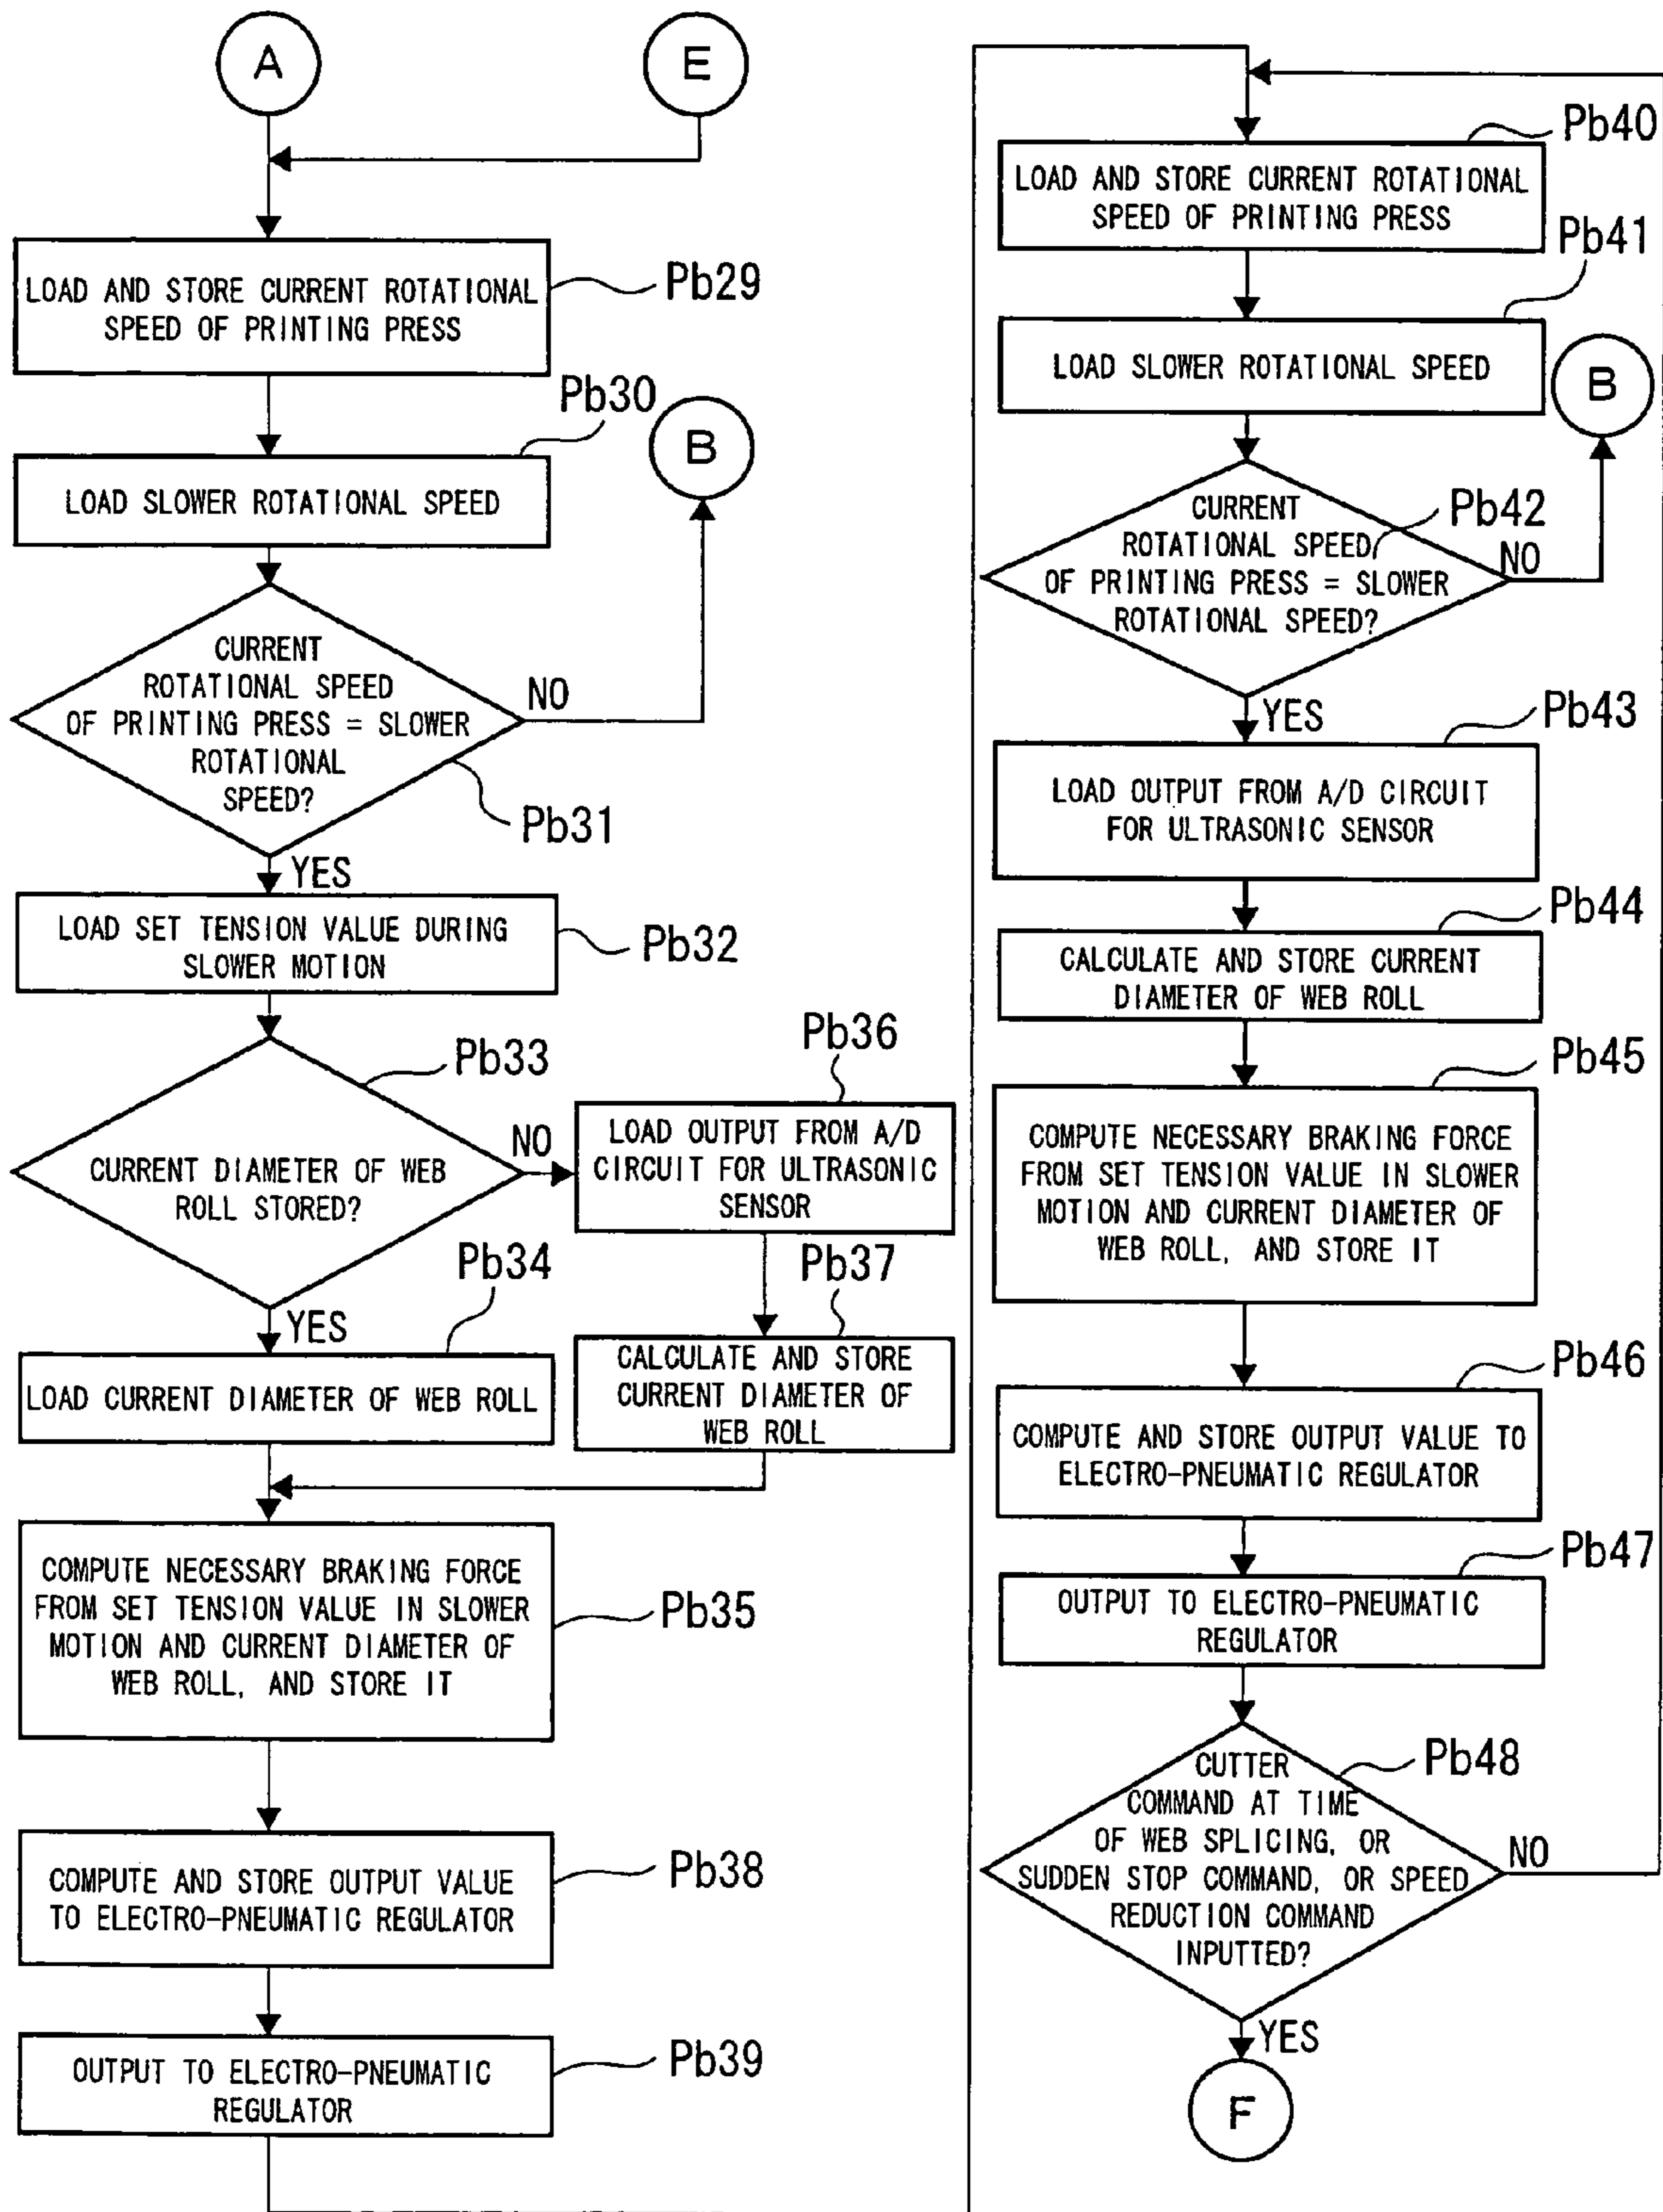 A
E
LOAD AND STORE CURRENT ROTATIONAL
SPEED OF PRINTING PRESS
Pb29
Pb30
LOAD SLOWER ROTATIONAL SPEED
B
CURRENT
ROTATIONAL SPEED
OF PRINTING PRESS = SLOWER
ROTATIONAL
SPEED?
NO
Pb31
YES
LOAD SET TENSION VALUE DURING
SLOWER MOTION
Pb32
Pb33
CURRENT DIAMETER OF WEB
ROLL STORED?
NO
Pb36
LOAD OUTPUT FROM A/D
CIRCUIT FOR ULTRASONIC
SENSOR
Pb34
YES
LOAD CURRENT DIAMETER OF WEB ROLL
Pb37
CALCULATE AND STORE
CURRENT DIAMETER OF
WEB ROLL
COMPUTE NECESSARY BRAKING FORCE
FROM SET TENSION VALUE IN SLOWER
MOTION AND CURRENT DIAMETER OF
WEB ROLL, AND STORE IT
Pb35
COMPUTE AND STORE OUTPUT VALUE
TO ELECTRO-PNEUMATIC REGULATOR
Pb38
OUTPUT TO ELECTRO-PNEUMATIC
REGULATOR
Pb39
Pb40
LOAD AND STORE CURRENT ROTATIONAL
SPEED OF PRINTING PRESS
Pb41
LOAD SLOWER ROTATIONAL SPEED
B
CURRENT
ROTATIONAL SPEED
OF PRINTING PRESS = SLOWER
ROTATIONAL SPEED?
Pb42
NO
YES
Pb43
LOAD OUTPUT FROM A/D CIRCUIT
FOR ULTRASONIC SENSOR
Pb44
CALCULATE AND STORE CURRENT
DIAMETER OF WEB ROLL
Pb45
COMPUTE NECESSARY BRAKING FORCE
FROM SET TENSION VALUE IN SLOWER
MOTION AND CURRENT DIAMETER OF
WEB ROLL, AND STORE IT
Pb46
COMPUTE AND STORE OUTPUT VALUE TO
ELECTRO-PNEUMATIC REGULATOR
Pb47
OUTPUT TO ELECTRO-PNEUMATIC
REGULATOR
Pb48
CUTTER
COMMAND AT TIME
OF WEB SPLICING, OR
SUDDEN STOP COMMAND, OR SPEED
REDUCTION COMMAND
INPUTTED?
NO
YES
F